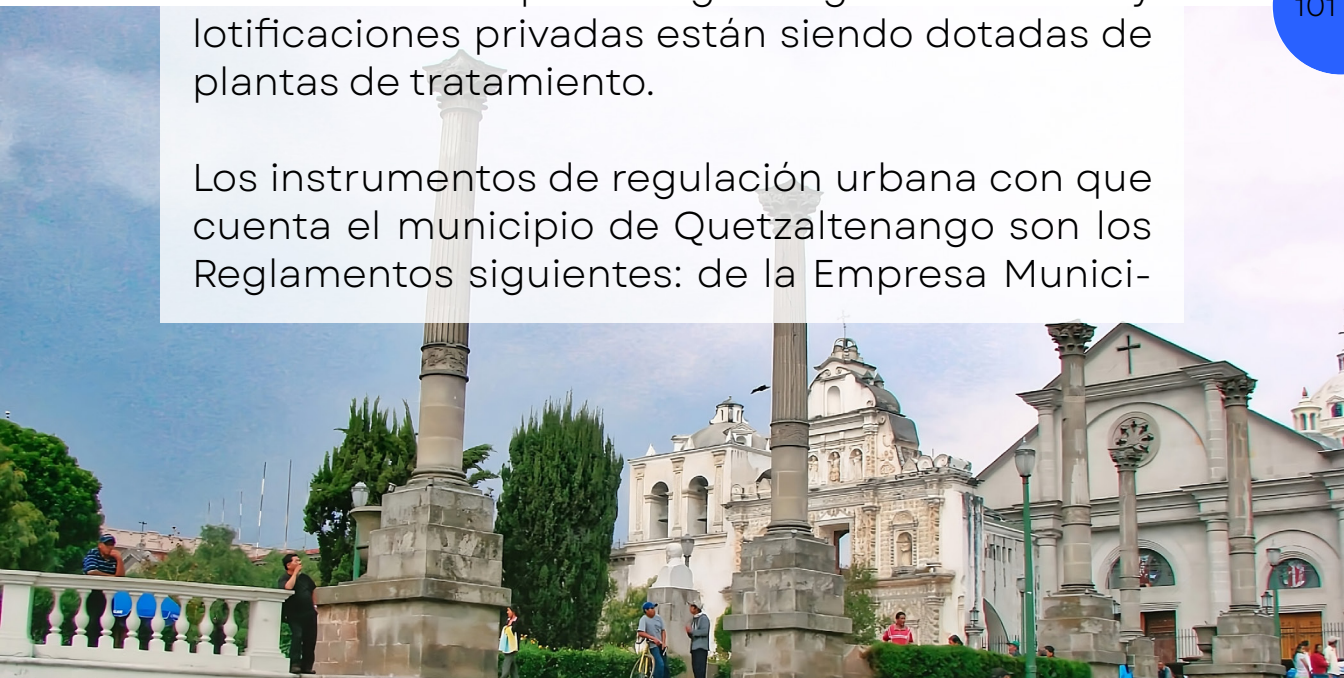 101
lotificaciones privadas están siendo dotadas de
plantas de tratamiento.
Los instrumentos de regulación urbana con que
cuenta el municipio de Quetzaltenango son los
Reglamentos siguientes: de la Empresa Munici-